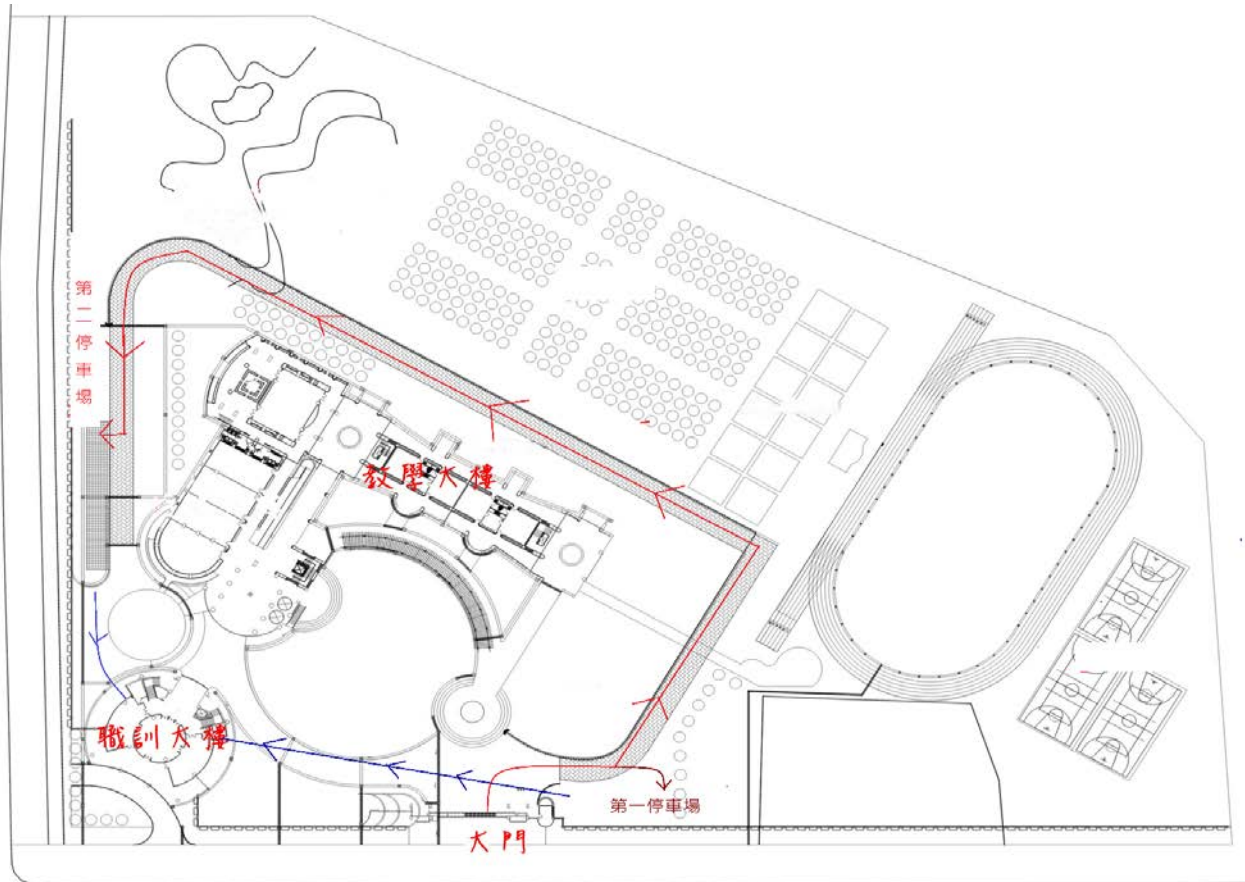 第二停車場
教學大樓
職訓大樓
第一停車場
大門